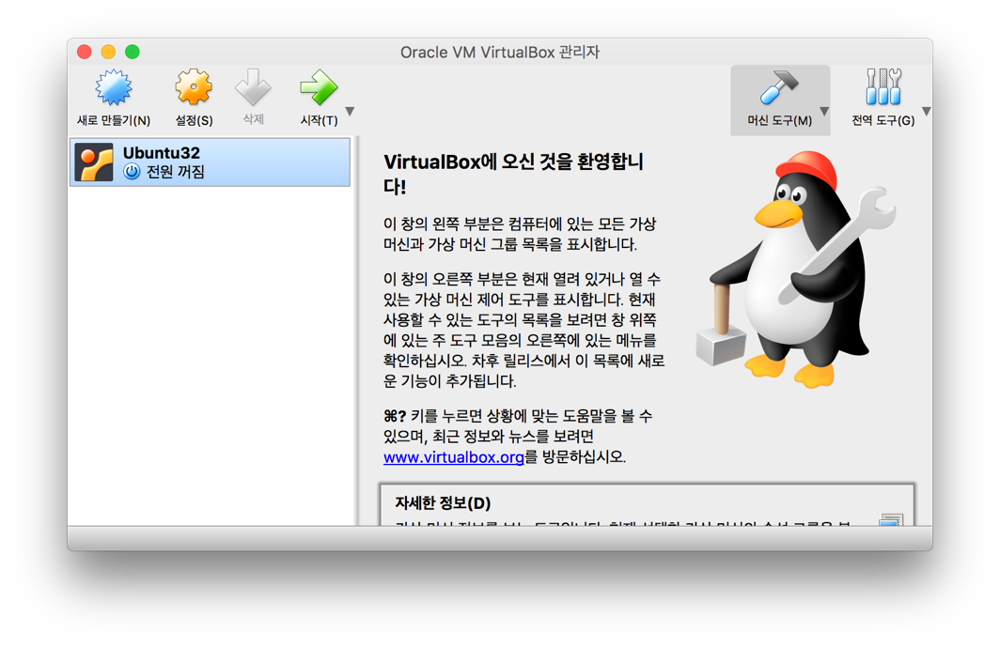 Oracle VM VirtualBox 관리자
새로 만들기(N)
설정(S)
삭제
시작(T)
머신 도구(M)
전역 도구(G)
Ubuntu32
전원 꺼짐
VirtualBox에 오신 것을 환영합니
다!
이 창의 왼쪽 부분은 컴퓨터에 있는 모든 가상
머신과 가상 머신 그룹 목록을 표시합니다.
이 창의 오른쪽 부분은 현재 열려 있거나 열 수
있는 가상 머신 제어 도구를 표시합니다. 현재
사용할 수 있는 도구의 목록을 보려면 창 위쪽
에 있는 주 도구 모음의 오른쪽에 있는 메뉴를
확인하십시오. 차후 릴리스에서 이 목록에 새로
운 기능이 추가됩니다.
⌘? 키를 누르면 상황에 맞는 도움말을 볼 수
있으며, 최근 정보와 뉴스를 보려면
www.virtualbox.org를 방문하십시오.
자세한 정보(D)